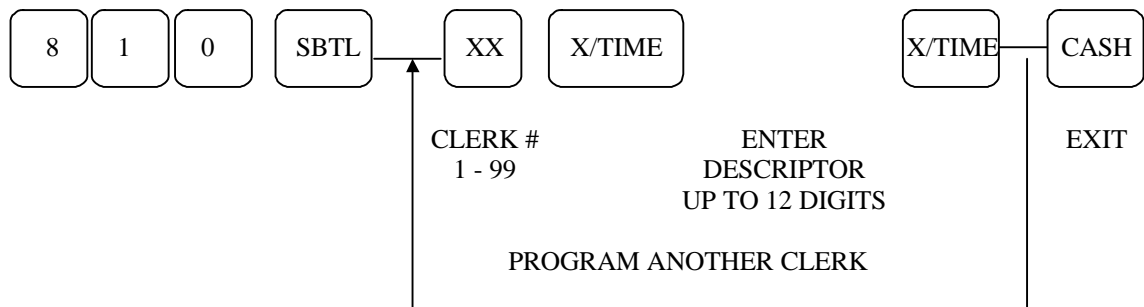 8 1 0 SBTL XX X/TIME X/TIME CASH
CLERK # ENTER EXIT
1 - 99 DESCRIPTOR
UP TO 12 DIGITS
PROGRAM ANOTHER CLERK